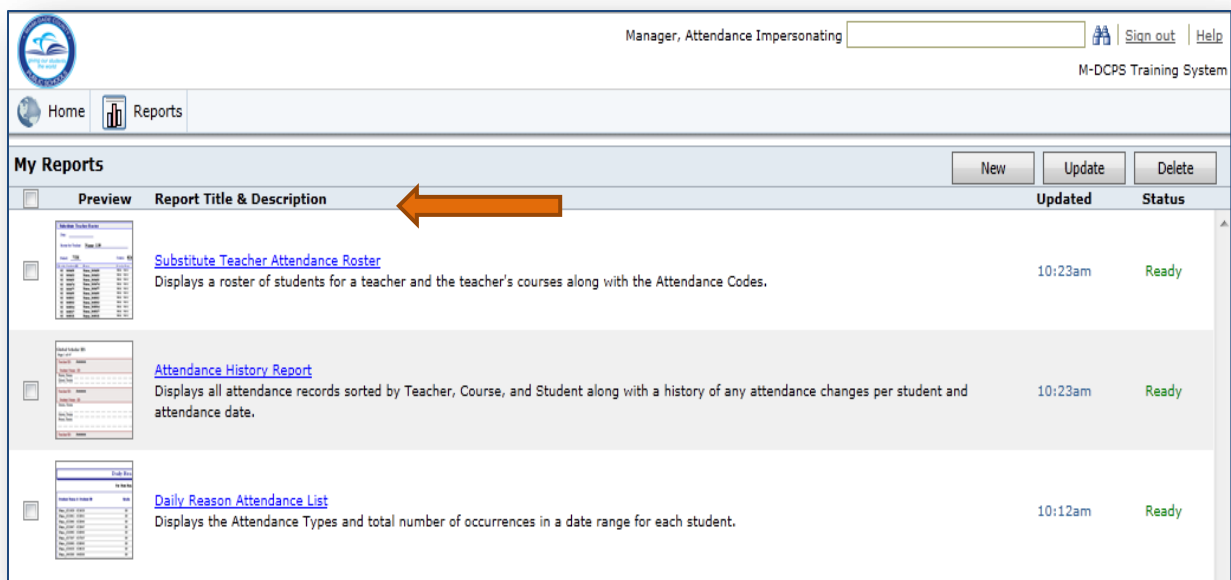 Manager, Attendance Impersonating Sign out Help
M-DCPS Training System
Home Reports
My Reports New Update Delete
Preview Report Title & Description Updated Status
Substitute Teacher Attendance Roster
Displays a roster of students for a teacher and the teacher's courses along with the Attendance Codes.
10:23am Ready
Attendance History Report
Displays all attendance records sorted by Teacher, Course, and Student along with a history of any attendance changes per student and
attendance date.
10:23am Ready
Daily Reason Attendance List
Displays the Attendance Types and total number of occurrences in a date range for each student.
10:12am Ready